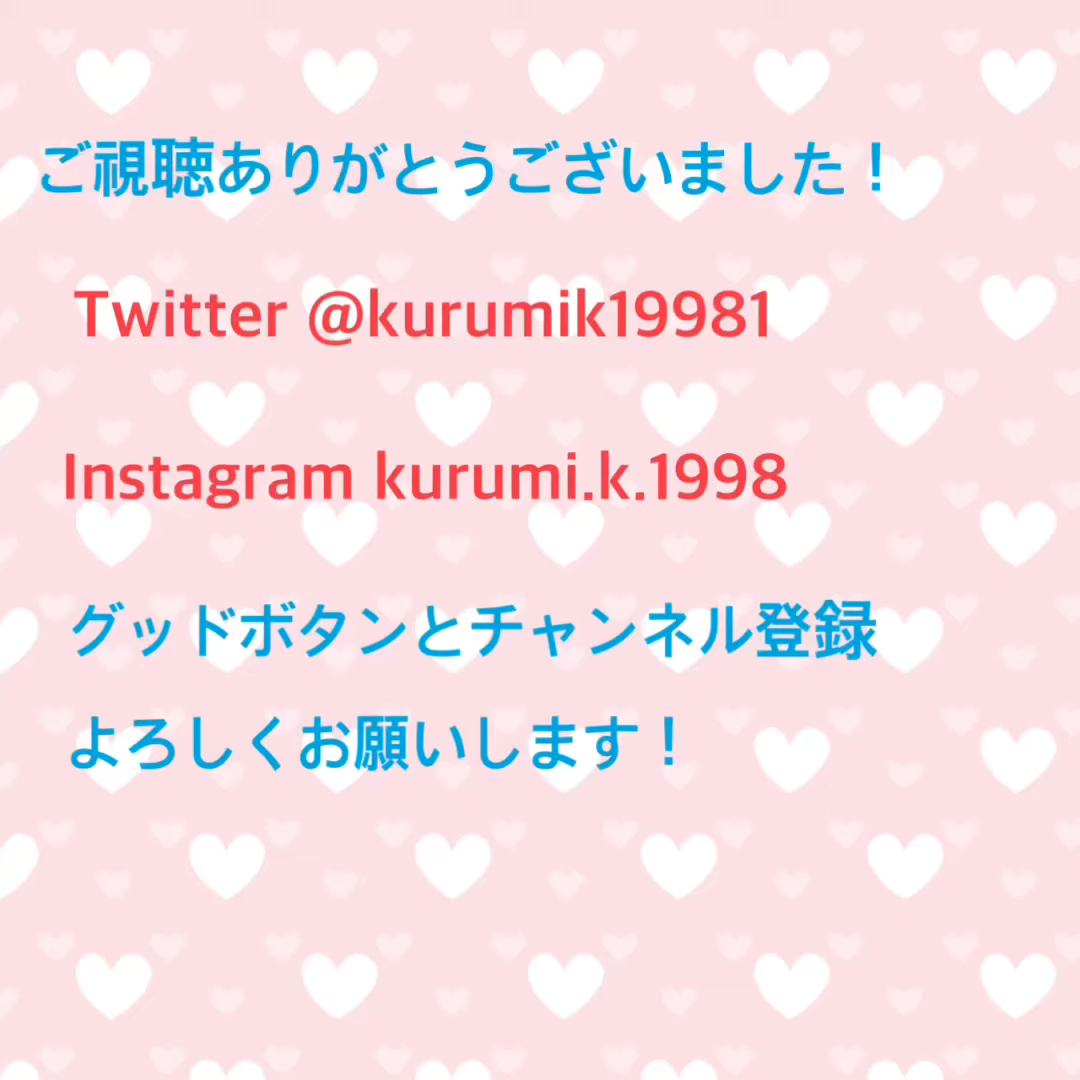 ご視聴ありがとうございました！
Twitter @kurumik19981
Instagram kurumi.k.1998
グッドボタンとチャンネル登録
よろしくお願いします！